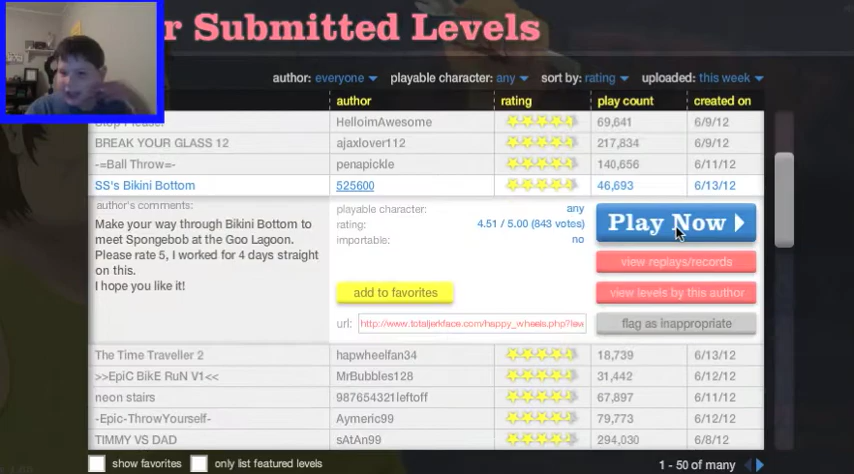 r Submitted Levels
author: everyone playable character: any sort by: rating uploaded: this week
author rating play count created on
HelloimAwesome 69,641 6/9/12
BREAK YOUR GLASS 12 ajaxlover112 217,834 6/9/12
-=Ball Throw=- penapickle 140,656 6/11/12
SS's Bikini Bottom 525600 46,693 6/13/12
author's comments:
Make your way through Bikini Bottom to
meet Spongebob at the Goo Lagoon.
Please rate 5, I worked for 4 days straight
on this.
I hope you like it!
playable character: any
rating: 4.51 / 5.00 (843 votes)
importable: no
add to favorites
url: http://www.totaljerkface.com/happy_wheels.php?leve
Play Now
view replays/records
view levels by this author
flag as inappropriate
The Time Traveller 2 hapwheelfan34 18,739 6/13/12
>>EpiC BikE RuN V1<< MrBubbles128 31,442 6/12/12
neon stairs 987654321leftoff 67,897 6/11/12
-Epic-ThrowYourself- Aymeric99 79,773 6/12/12
TIMMY VS DAD sAtAn99 294,030 6/8/12
show favorites only list featured levels 1 - 50 of many